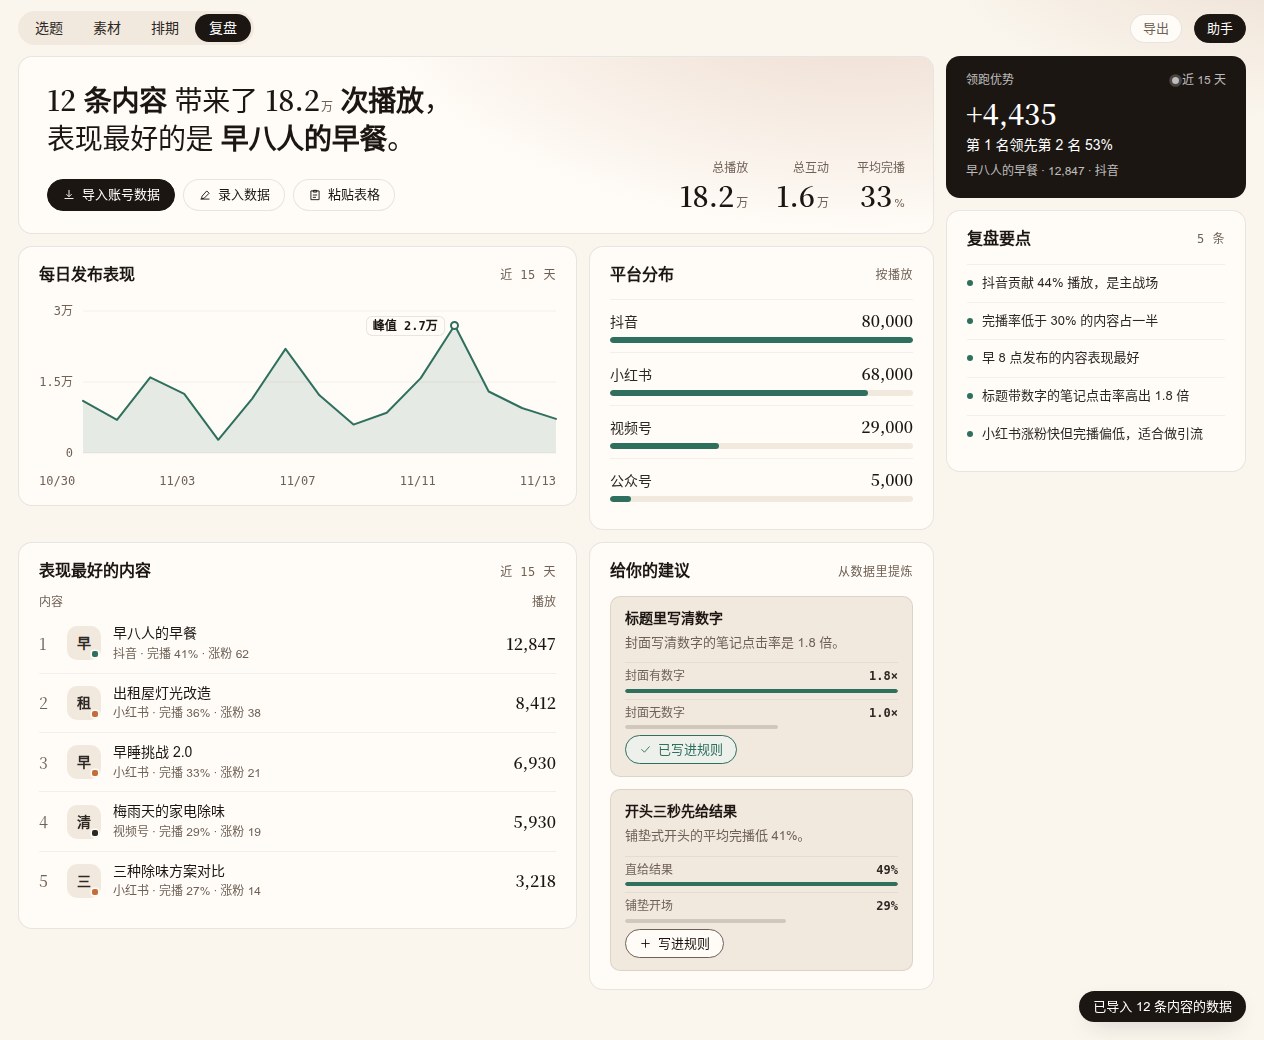 选题 素材 排期 复盘
导出 助手
12 条内容 带来了 18.2万 次播放，
表现最好的是 早八人的早餐。
导入账号数据 录入数据 粘贴表格
总播放 总互动 平均完播
18.2万 1.6万 33%
领跑优势 近 15 天
+4,435
第 1 名领先第 2 名 53%
早八人的早餐 · 12,847 · 抖音
复盘要点 5 条
抖音贡献 44% 播放，是主战场
完播率低于 30% 的内容占一半
早 8 点发布的内容表现最好
标题带数字的笔记点击率高出 1.8 倍
小红书涨粉快但完播偏低，适合做引流
每日发布表现 近 15 天
3万
峰值 2.7万
1.5万
0
10/30 11/03 11/07 11/11 11/13
平台分布 按播放
抖音 80,000
小红书 68,000
视频号 29,000
公众号 5,000
表现最好的内容 近 15 天
内容 播放
1 早 早八人的早餐 12,847
抖音 · 完播 41% · 涨粉 62
2 租 出租屋灯光改造 8,412
小红书 · 完播 36% · 涨粉 38
3 早 早睡挑战 2.0 6,930
小红书 · 完播 33% · 涨粉 21
4 清 梅雨天的家电除味 5,930
视频号 · 完播 29% · 涨粉 19
5 三 三种除味方案对比 3,218
小红书 · 完播 27% · 涨粉 14
给你的建议 从数据里提炼
标题里写清数字
封面写清数字的笔记点击率是 1.8 倍。
封面有数字 1.8×
封面无数字 1.0×
已写进规则
开头三秒先给结果
铺垫式开头的平均完播低 41%。
直给结果 49%
铺垫开场 29%
写进规则
已导入 12 条内容的数据